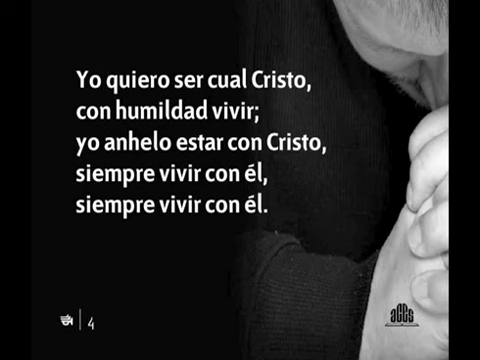 Yo quiero ser cual Cristo,
con humildad vivir;
yo anhelo estar con Cristo,
siempre vivir con él,
siempre vivir con él.
4
aces